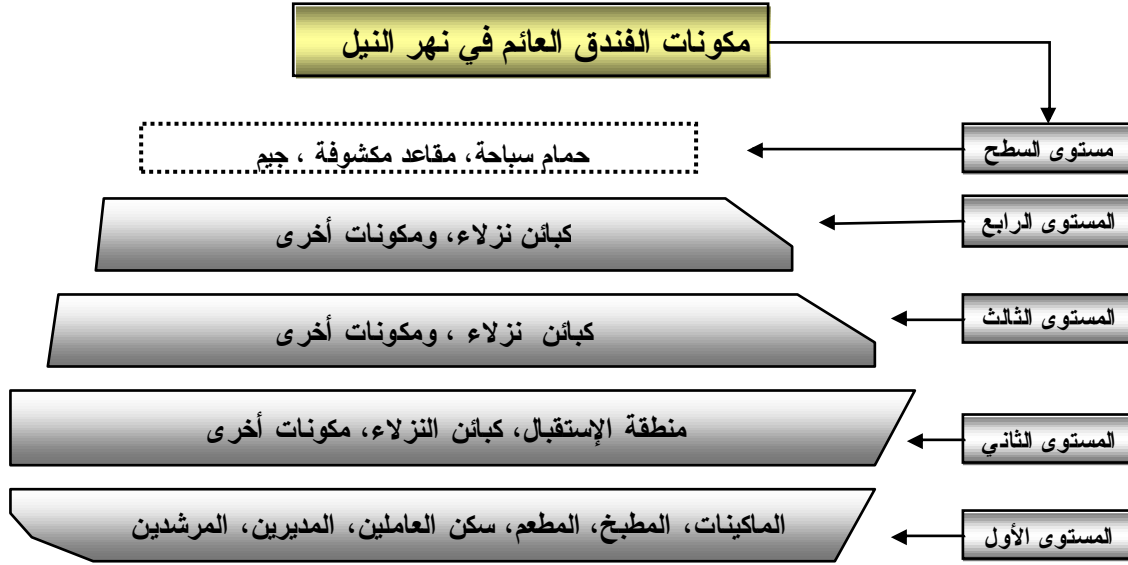 مكونات الفندق العائم في نهر النيل
مستوى السطح
حمام سباحة، مقاعد مكشوفة ، جيم
المستوى الرابع
كبائن نزلاء، ومكونات أخرى
المستوى الثالث
كبائن نزلاء ، ومكونات أخرى
المستوى الثاني
منطقة الإستقبال، كبائن النزلاء، مكونات أخرى
المستوى الأول
الماكينات، المطبخ، المطعم، سكن العاملين، المديرين، المرشدين